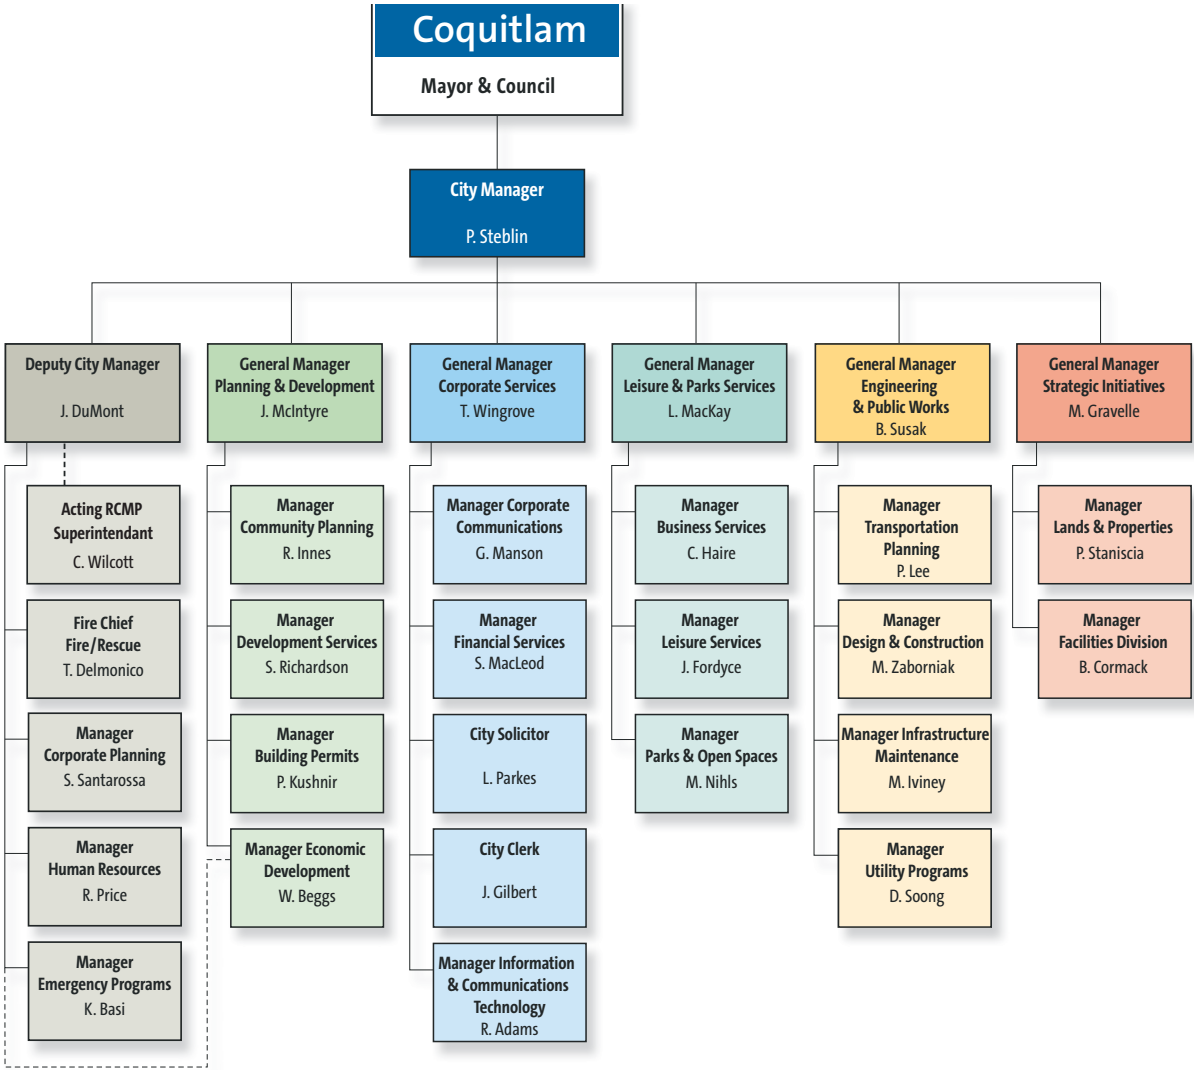 Coquitlam
Mayor & Council
City Manager
P. Steblin
Deputy City Manager
J. DuMont
General Manager
Planning & Development
J. McIntyre
General Manager
Corporate Services
T. Wingrove
General Manager
Leisure & Parks Services
L. MacKay
General Manager
Engineering
& Public Works
B. Susak
General Manager
Strategic Initiatives
M. Gravelle
Acting RCMP
Superintendant
C. Wilcott
Fire Chief
Fire/Rescue
T. Delmonico
Manager
Corporate Planning
S. Santarossa
Manager
Human Resources
R. Price
Manager
Emergency Programs
K. Basi
Manager
Community Planning
R. Innes
Manager
Development Services
S. Richardson
Manager
Building Permits
P. Kushnir
Manager Economic
Development
W. Beggs
Manager Corporate
Communications
G. Manson
Manager
Financial Services
S. MacLeod
City Solicitor
L. Parkes
City Clerk
J. Gilbert
Manager Information
& Communications
Technology
R. Adams
Manager
Business Services
C. Haire
Manager
Leisure Services
J. Fordyce
Manager
Parks & Open Spaces
M. Nihls
Manager
Transportation
Planning
P. Lee
Manager
Design & Construction
M. Zaborniak
Manager Infrastructure
Maintenance
M. Iviney
Manager
Utility Programs
D. Soong
Manager
Lands & Properties
P. Staniscia
Manager
Facilities Division
B. Cormack